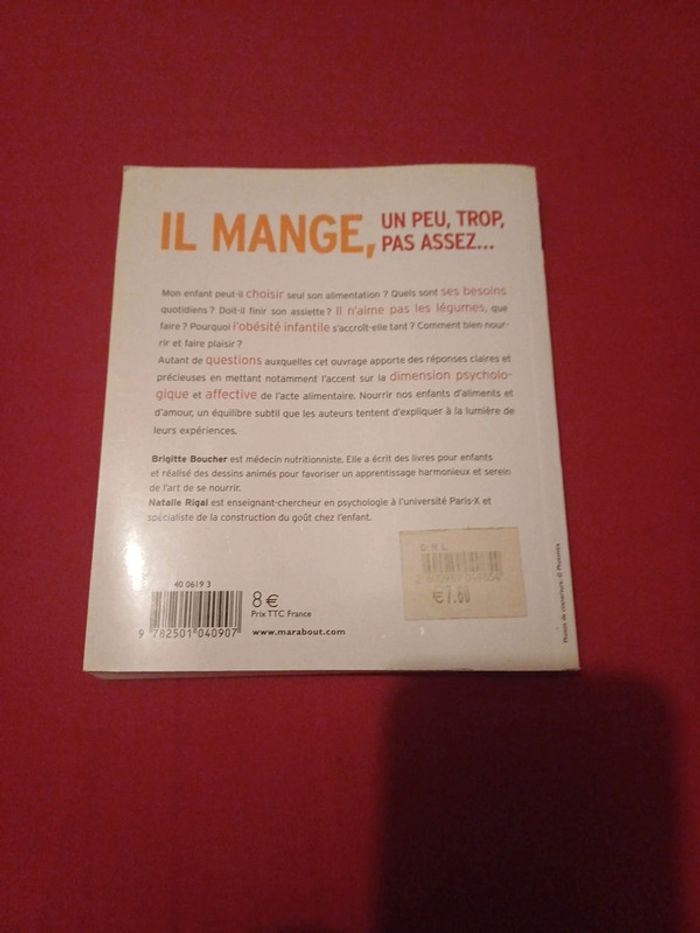 IL MANGE, UN PEU, TROP,
PAS ASSEZ...
Mon enfant peut-il choisir seul son alimentation ? Quels sont ses besoins
quotidiens ? Doit-il finir son assiette ? Il n'aime pas les légumes, que
faire ? Pourquoi l'obésité infantile s'accroît-elle tant ? Comment bien nour-
rir et faire plaisir ?
Autant de questions auxquelles cet ouvrage apporte des réponses claires et
précieuses en mettant notamment l'accent sur la dimension psycholo-
gique et affective de l'acte alimentaire. Nourrir nos enfants d'aliments et
d'amour, un équilibre subtil que les auteurs tentent d'expliquer à la lumière de
leurs expériences.
Brigitte Boucher est médecin nutritionniste. Elle a écrit des livres pour enfants
et réalisé des dessins animés pour favoriser un apprentissage harmonieux et serein
de l'art de se nourrir.
Natalie Rigal est enseignant-chercheur en psychologie à l'université Paris-X et
spécialiste de la construction du goût chez l'enfant.
€7.60
40 0619 3
9 782501 040907
8 €
Prix TTC France
www.marabout.com